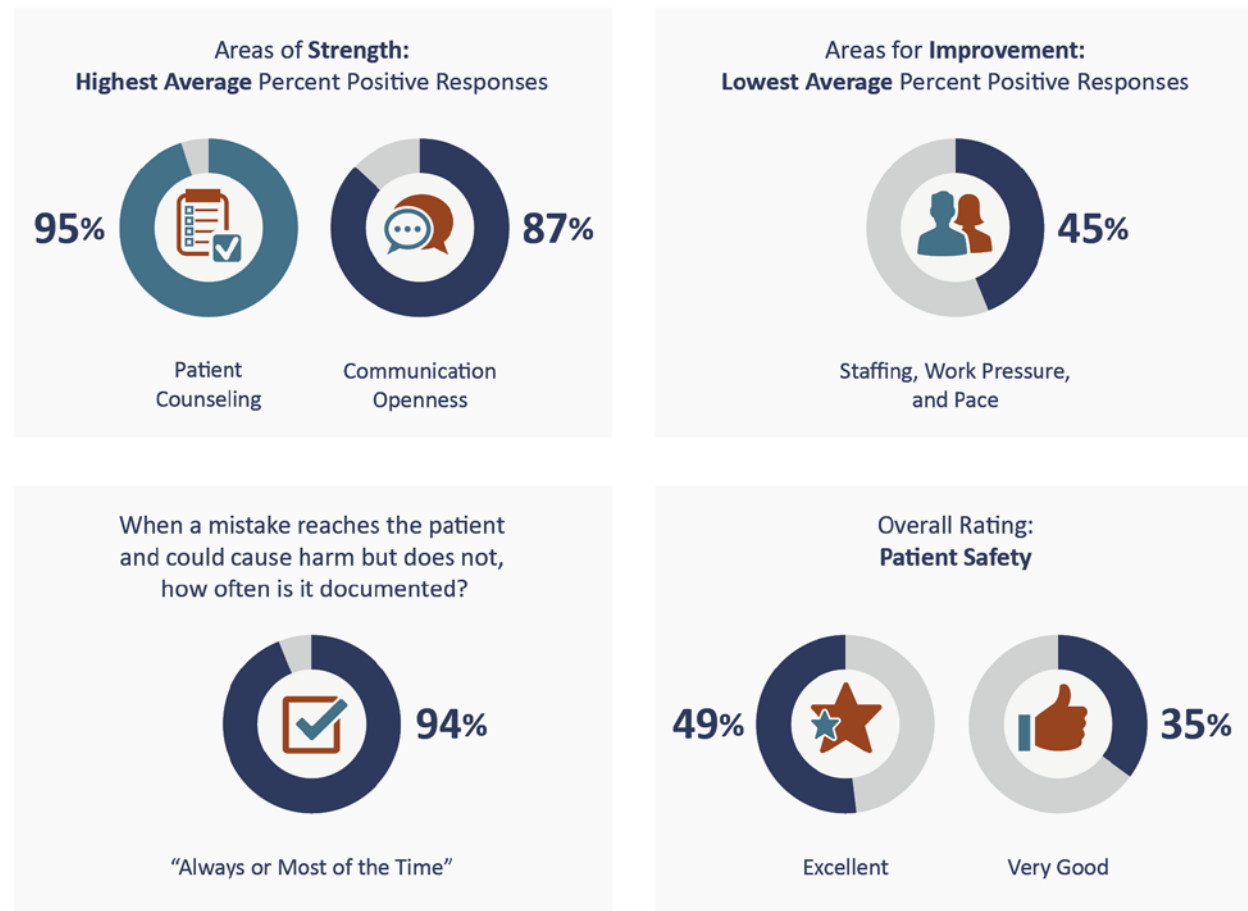 Areas of Strength:
Highest Average Percent Positive Responses
95%
87%
Patient
Counseling
Communication
Openness
Areas for Improvement:
Lowest Average Percent Positive Responses
45%
Staffing, Work Pressure,
and Pace
When a mistake reaches the patient
and could cause harm but does not,
how often is it documented?
94%
“Always or Most of the Time”
Overall Rating:
Patient Safety
49%
35%
Excellent
Very Good